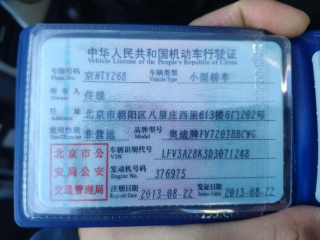 中华人民共和国机动车行驶证
Vehicle License of the People's Republic of China
号牌号码 京NTY268 车辆类型 小型轿车
Plate No. Vehicle Type
所有人 佟娥
Owner
住址 北京市朝阳区八里庄西里613楼6门202号
Address
使用性质 非营运 品牌型号 奥迪牌FV7203BBCWG
Use Character Model
北京市公 车辆识别代号 LFV3A28K3D3071248
VIN
安局公安 发动机号码 376975
Engine No.
交通管理局 注册日期 2013-08-22 发证日期 2013-08-22
Register Date Issue Date